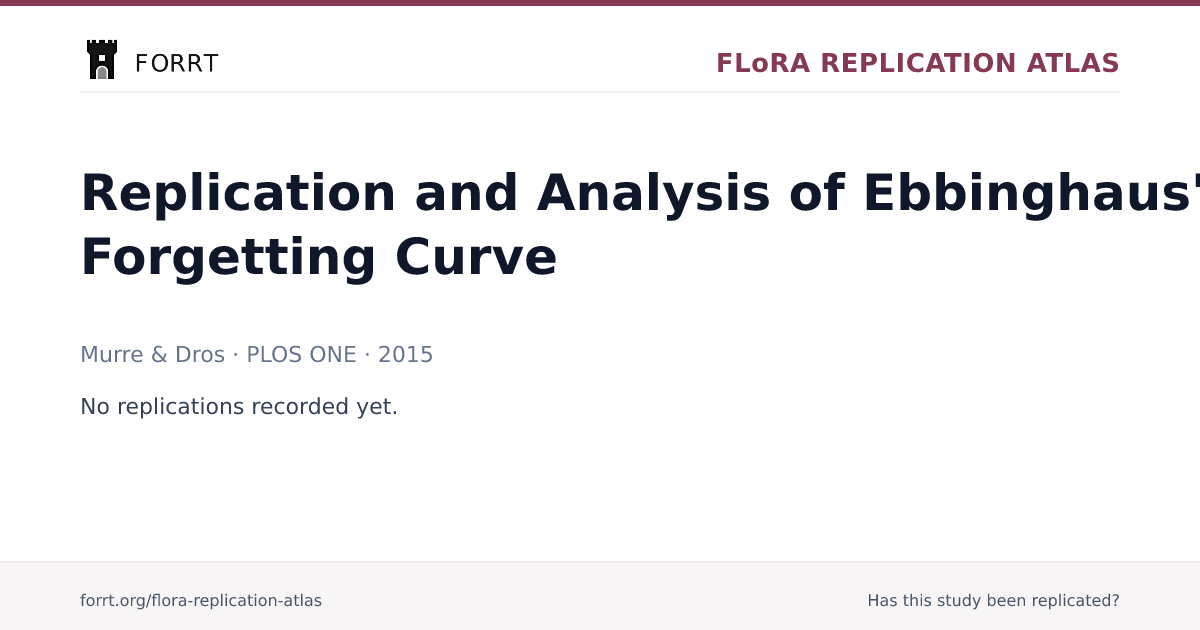 FORRT
FLoRA REPLICATION ATLAS
Replication and Analysis of Ebbinghaus'
Forgetting Curve
Murre & Dros · PLOS ONE · 2015
No replications recorded yet.
forrt.org/flora-replication-atlas
Has this study been replicated?